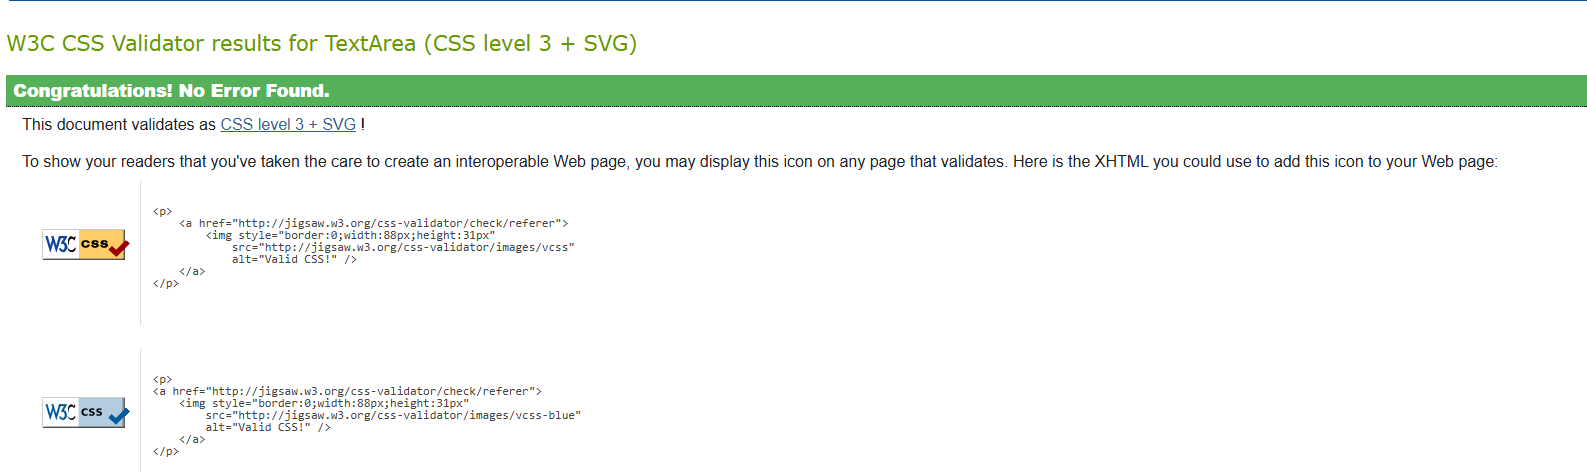 W3C CSS Validator results for TextArea (CSS level 3 + SVG)
Congratulations! No Error Found.
This document validates as CSS level 3 + SVG !
To show your readers that you've taken the care to create an interoperable Web page, you may display this icon on any page that validates. Here is the XHTML you could use to add this icon to your Web page:
W3C css
<p>
    <a href="http://jigsaw.w3.org/css-validator/check/referer">
        <img style="border:0;width:88px;height:31px"
            src="http://jigsaw.w3.org/css-validator/images/vcss"
            alt="Valid CSS!" />
    </a>
</p>
W3C css
<p>
<a href="http://jigsaw.w3.org/css-validator/check/referer">
    <img style="border:0;width:88px;height:31px"
        src="http://jigsaw.w3.org/css-validator/images/vcss-blue"
        alt="Valid CSS!" />
    </a>
</p>